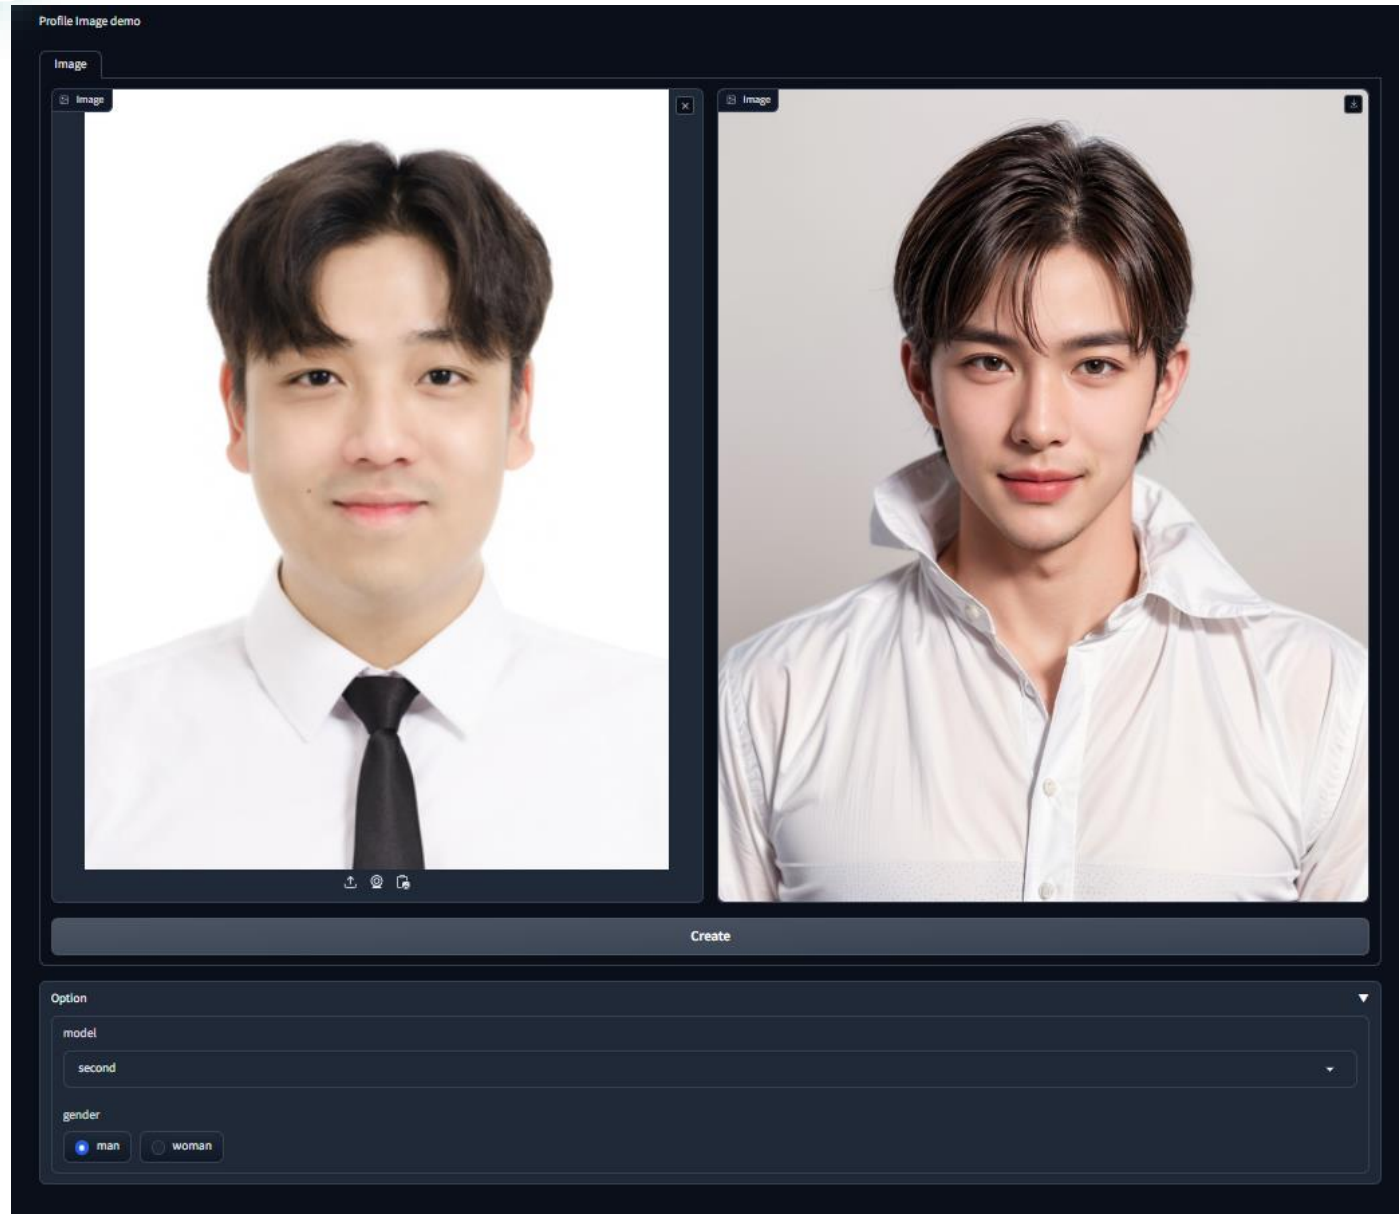 Profile Image demo
Image
Image
Image
Create
Option
model
second
gender
man
woman